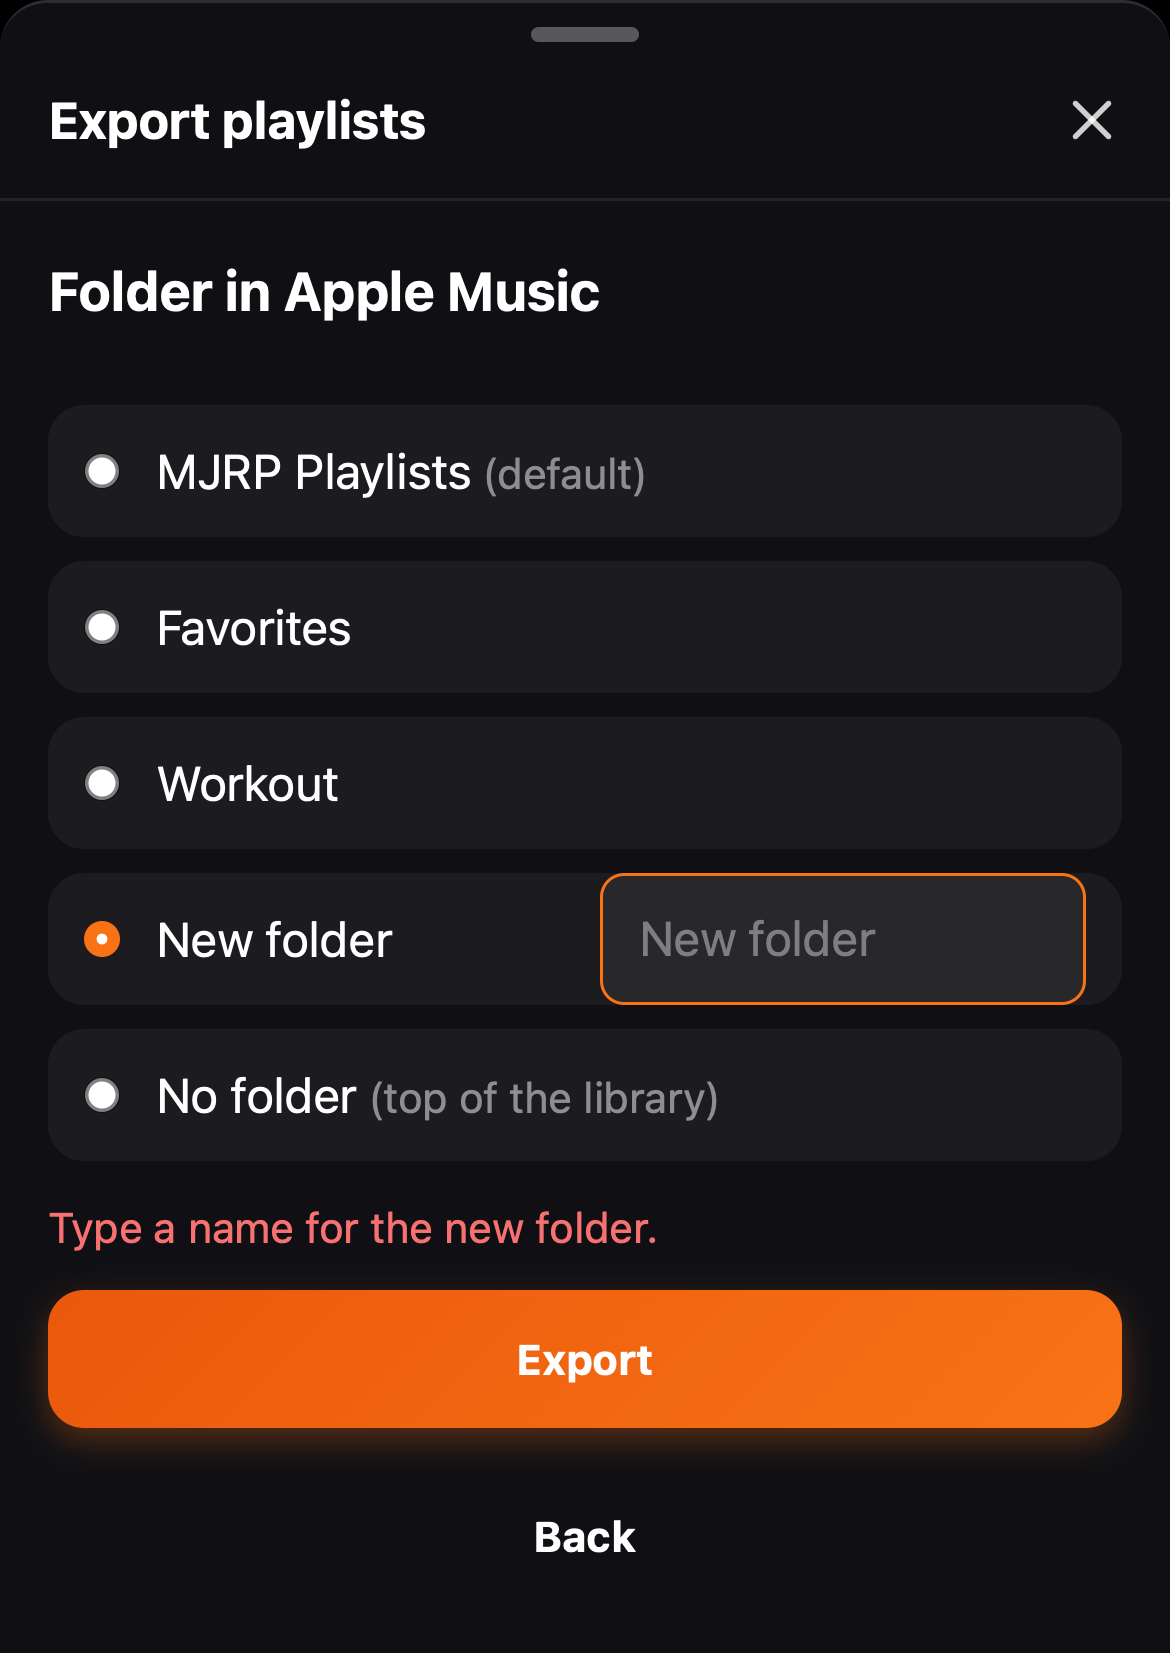 Export playlists
Folder in Apple Music
MJRP Playlists (default)
Favorites
Workout
New folder New folder
No folder (top of the library)
Type a name for the new folder.
Export
Back